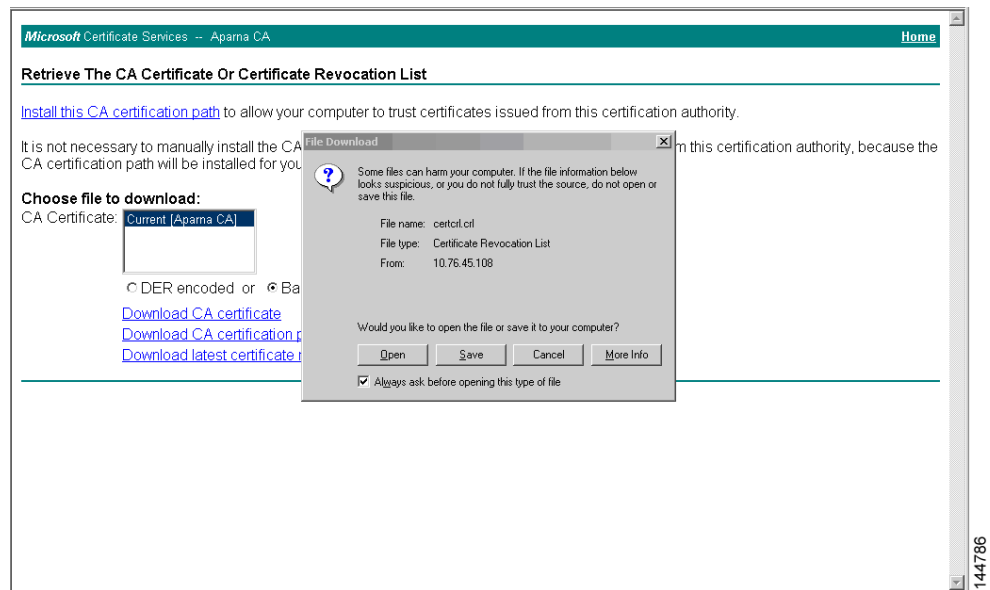 Microsoft Certificate Services -- Aparna CA Home
Retrieve The CA Certificate Or Certificate Revocation List
Install this CA certification path to allow your computer to trust certificates issued from this certification authority.
It is not necessary to manually install the CA
m this certification authority, because the
CA certification path will be installed for you
Choose file to download:
CA Certificate: Current [Aparna CA]
DER encoded or Ba
Download CA certificate
Download CA certification p
Download latest certificate r
File Download
Some files can harm your computer. If the file information below
looks suspicious, or you do not fully trust the source, do not open or
save this file.
File name: certcrl.crl
File type: Certificate Revocation List
From: 10.76.45.108
Would you like to open the file or save it to your computer?
Open Save Cancel More Info
Always ask before opening this type of file
144786